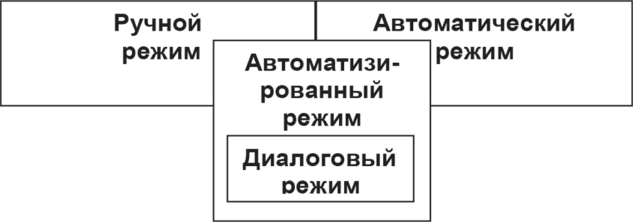 Ручной
режим
Автоматический
режим
Автоматизи-
рованный
режим
Диалоговый
режим